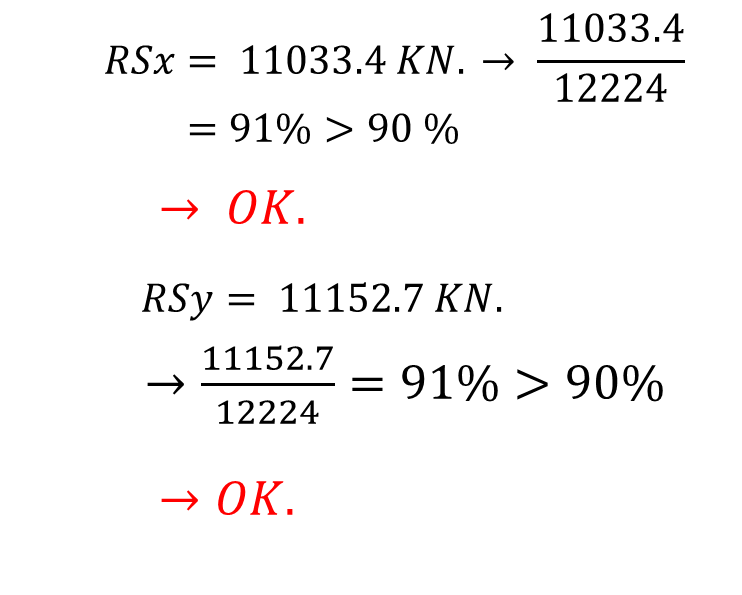 RSx = 11033.4 KN. → 11033.4/12224
= 91% > 90 %
→ OK.
RSy = 11152.7 KN.
→ 11152.7/12224 = 91% > 90%
→ OK.